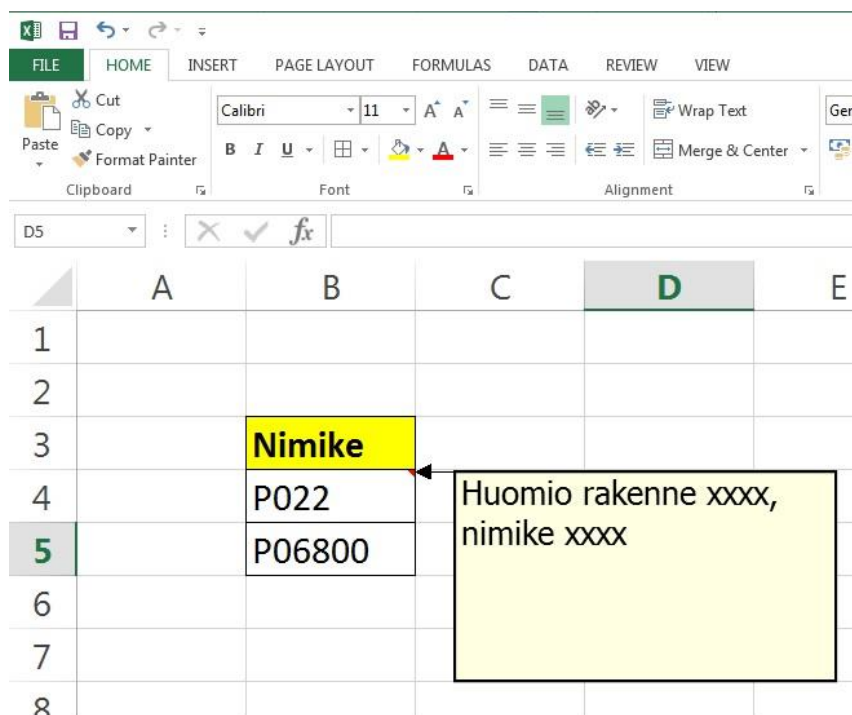 FILE HOME INSERT PAGE LAYOUT FORMULAS DATA REVIEW VIEW
Cut
Copy
Format Painter
Paste
Calibri 11 A A
B I U A
Wrap Text
Merge & Center
Ger
Clipboard Font Alignment
D5 fx
A B C D E
1
2
3 Nimike
4 P022
5 P06800
6
7
8
Huomio rakenne xxxx,
nimike xxxx